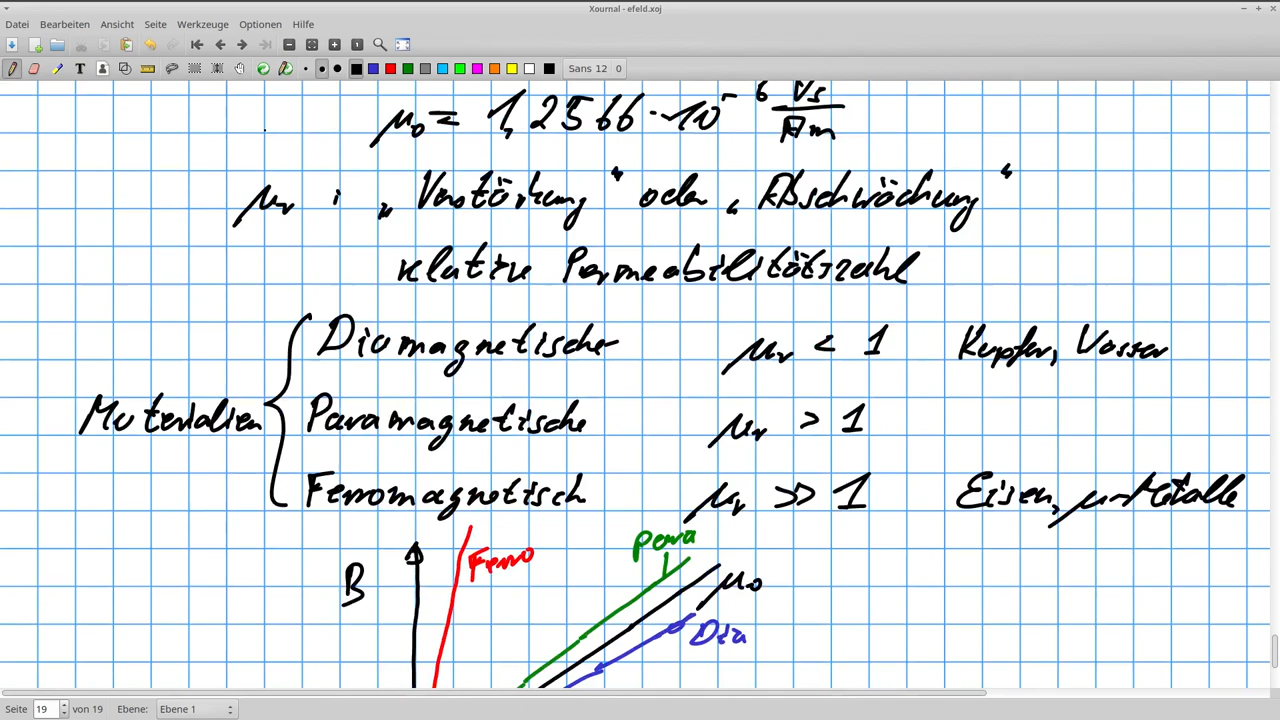 Xournal - efeld.xoj
Datei Bearbeiten Ansicht Seite Werkzeuge Optionen Hilfe
Sans 12 0
μ₀ = 1,2566 · 10⁻⁶ Vs/Am
μr : „Verstärkung“ oder „Abschwächung“
relative Permeabilitätszahl
Diamagnetische μr < 1 Kupfer, Wasser
Materialien Paramagnetische μr > 1
Ferromagnetisch μr >> 1 Eisen, μ-Metalle
Para
B Ferro μ₀
Dia
Seite 19 von 19 Ebene: Ebene 1